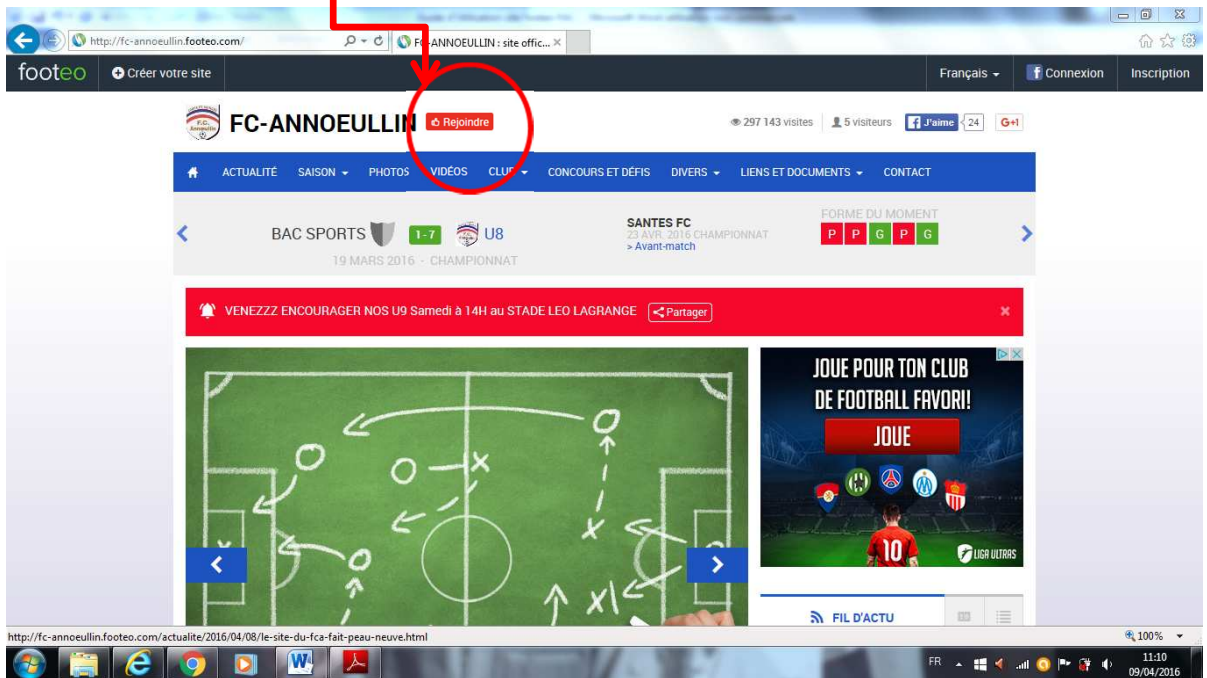 http://fc-annoeullin.footeo.com/
FC-ANNOEULLIN : site offic...
footeo
Créer votre site
Français
Connexion
Inscription
FC-ANNOEULLIN
Rejoindre
297 143 visites
5 visiteurs
J'aime
24
G+1
ACTUALITÉ
SAISON
PHOTOS
VIDÉOS
CLUB
CONCOURS ET DÉFIS
DIVERS
LIENS ET DOCUMENTS
CONTACT
BAC SPORTS
1-7
U8
19 MARS 2016 - CHAMPIONNAT
SANTES FC
23 AVR. 2016 CHAMPIONNAT
> Avant-match
FORME DU MOMENT
P P G P G
VENEZZZ ENCOURAGER NOS U9 Samedi à 14H au STADE LEO LAGRANGE
Partager
JOUE POUR TON CLUB
DE FOOTBALL FAVORI!
JOUE
10
LIGA ULTRAS
FIL D'ACTU
http://fc-annoeullin.footeo.com/actualite/2016/04/08/le-site-du-fca-fait-peau-neuve.html
100%
FR
11:10
09/04/2016